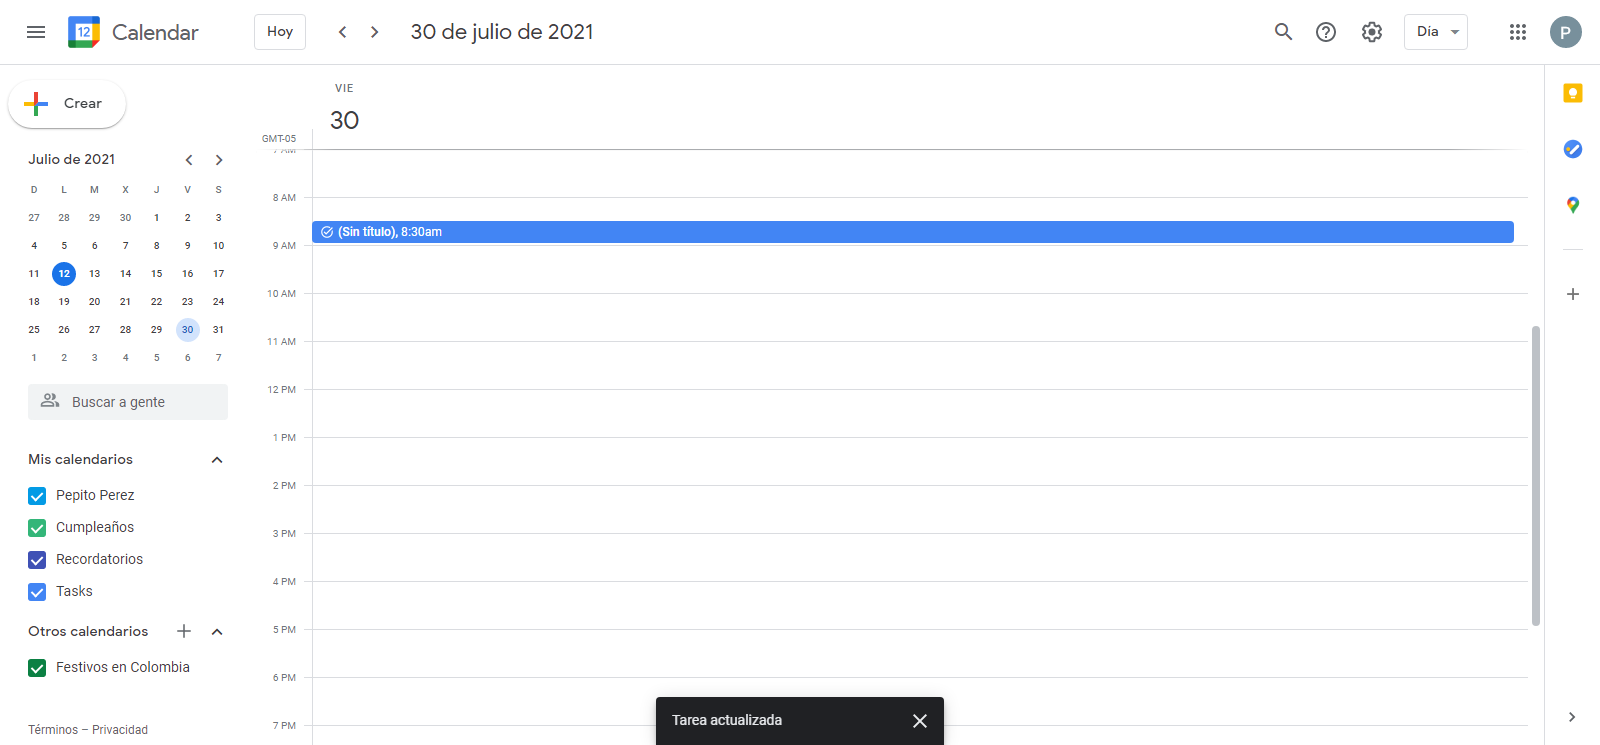 12 Calendar Hoy 30 de julio de 2021 Día P
Crear
VIE
30
GMT-05
Julio de 2021
D L M X J V S
27 28 29 30 1 2 3
4 5 6 7 8 9 10
11 12 13 14 15 16 17
18 19 20 21 22 23 24
25 26 27 28 29 30 31
1 2 3 4 5 6 7
Buscar a gente
Mis calendarios
Pepito Perez
Cumpleaños
Recordatorios
Tasks
Otros calendarios
Festivos en Colombia
Términos – Privacidad
7 AM
8 AM
(Sin título), 8:30am
9 AM
10 AM
11 AM
12 PM
1 PM
2 PM
3 PM
4 PM
5 PM
6 PM
7 PM
Tarea actualizada